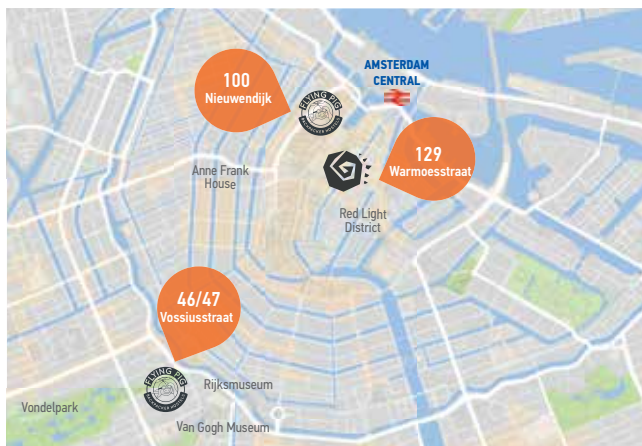 100
Nieuwendijk
FLYING PIG
AMSTERDAM
CENTRAL
129
Warmoesstraat
Anne Frank
House
Red Light
District
46/47
Vossiusstraat
FLYING PIG
Rijksmuseum
Vondelpark
Van Gogh Museum